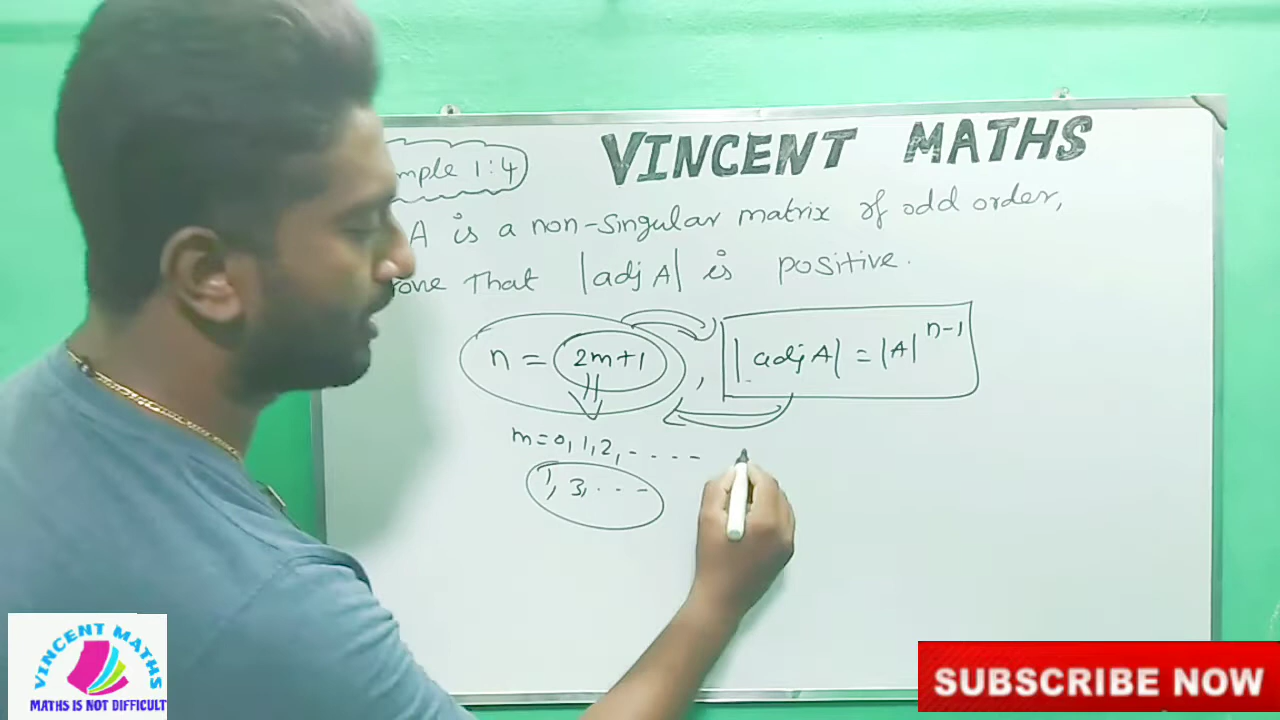 VINCENT MATHS
mple 1:4
A is a non-singular matrix of odd order,
ove that |adj A| is positive.
n = 2m+1 , |adj A| = |A|^{n-1}
m=0,1,2,.----
1, 3,. - - -
VINCENT MATHS
MATHS IS NOT DIFFICULT
SUBSCRIBE NOW